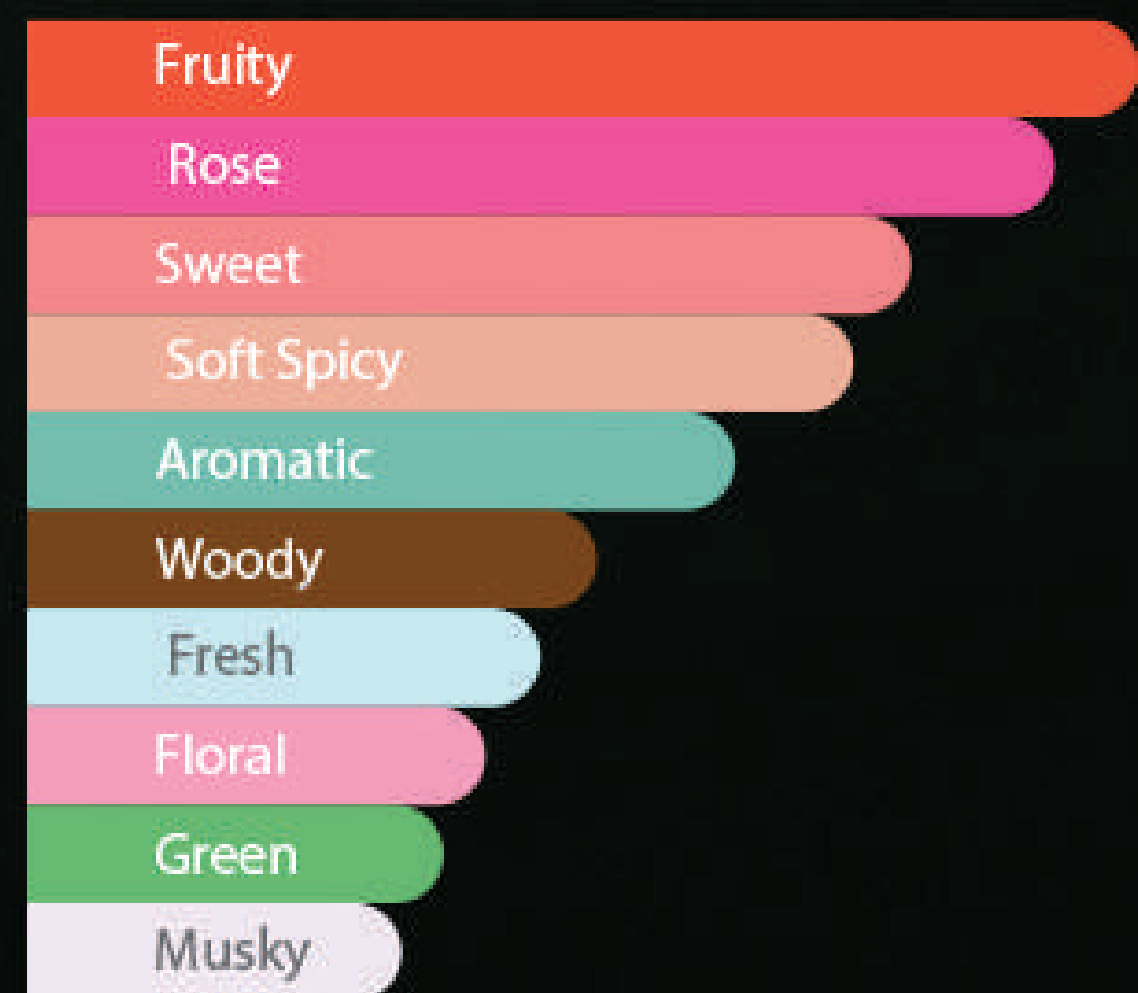 Fruity
Rose
Sweet
Soft Spicy
Aromatic
Woody
Fresh
Floral
Green
Musky